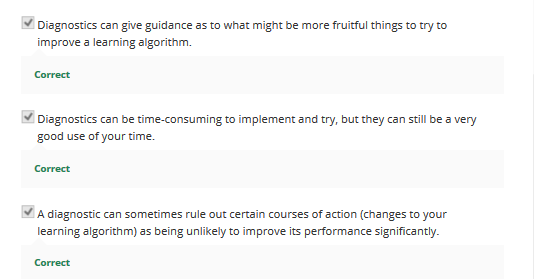 Diagnostics can give guidance as to what might be more fruitful things to try to
improve a learning algorithm.
Correct
Diagnostics can be time-consuming to implement and try, but they can still be a very
good use of your time.
Correct
A diagnostic can sometimes rule out certain courses of action (changes to your
learning algorithm) as being unlikely to improve its performance significantly.
Correct